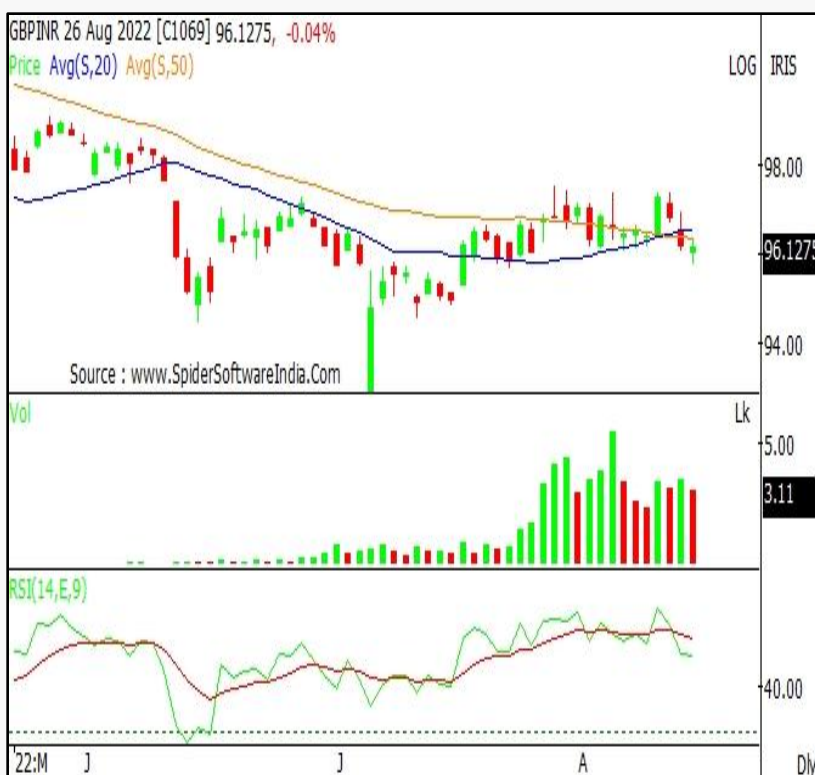 GBPINR 26 Aug 2022 [C1069] 96.1275, -0.04%
Price Avg(S,20) Avg(S,50)
LOG IRIS
98.00
96.1275
94.00
Source : www.SpiderSoftwareIndia.Com
Vol
Lk
5.00
3.11
RSI(14,E,9)
40.00
22:M J J A Dly